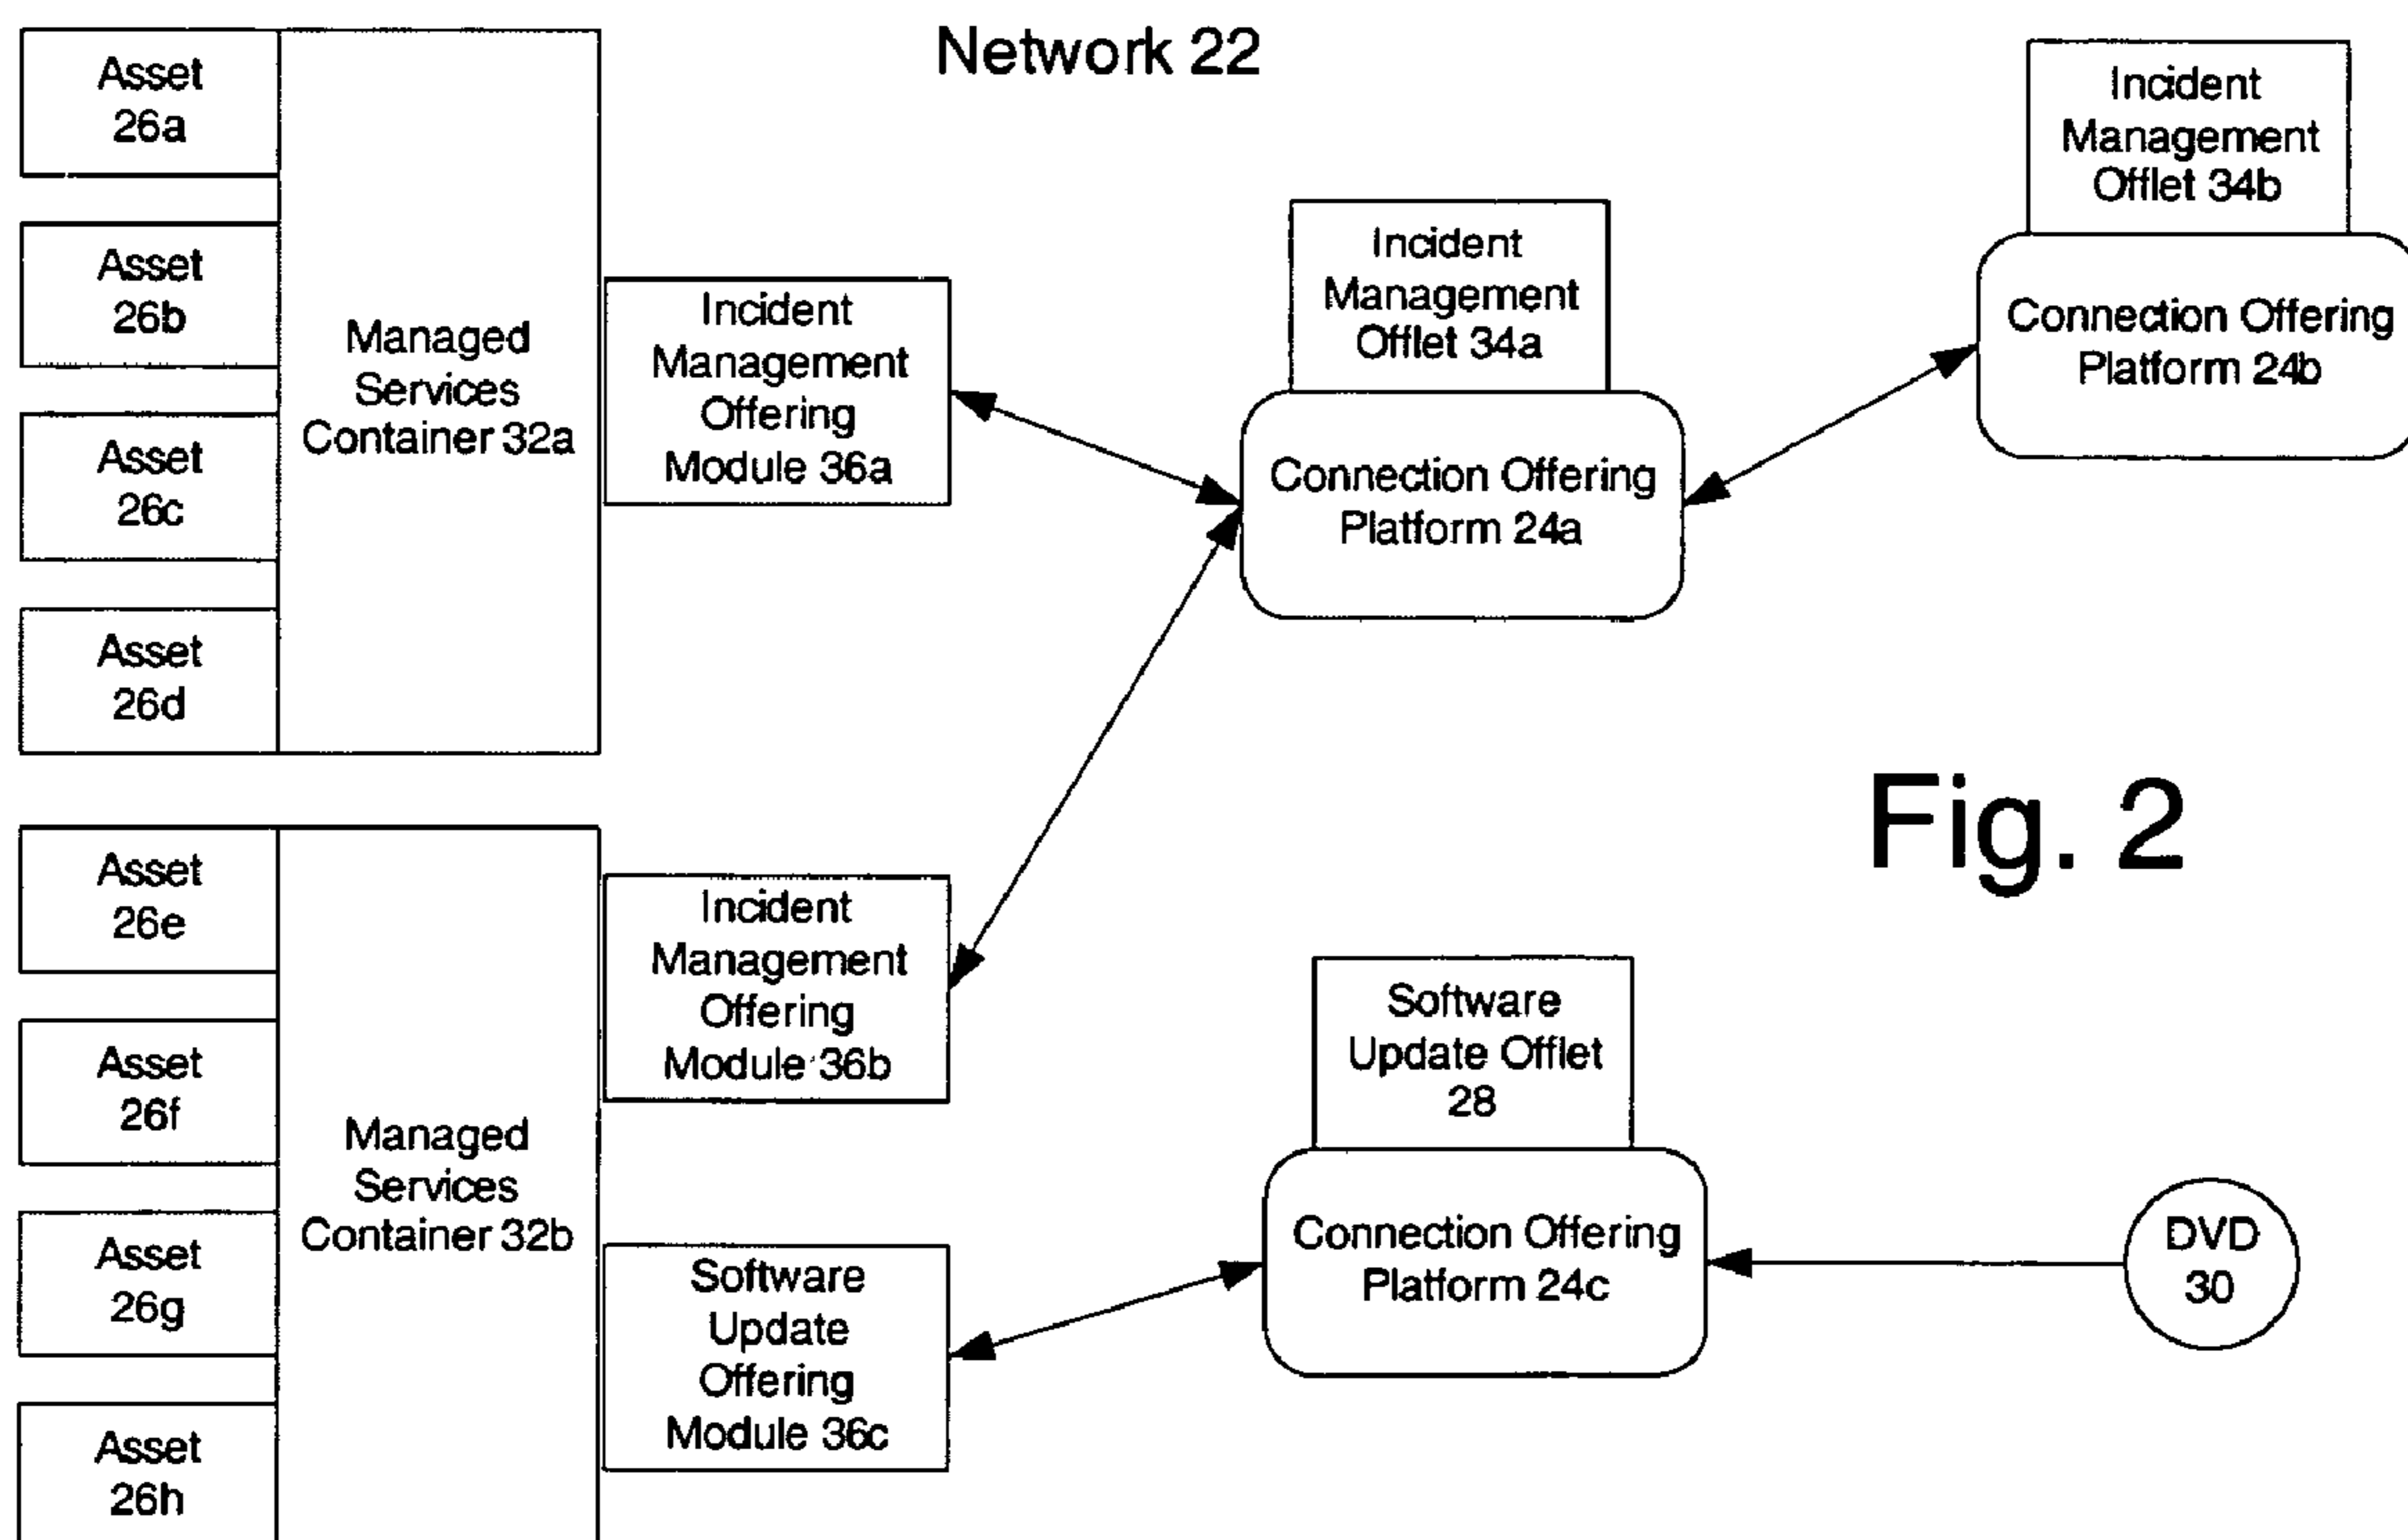 Network 22
Asset
26a
Asset
26b
Asset
26c
Asset
26d
Managed
Services
Container 32a
Incident
Management
Offering
Module 36a
Incident
Management
Offlet 34a
Connection Offering
Platform 24a
Incident
Management
Offlet 34b
Connection Offering
Platform 24b
Fig. 2
Asset
26e
Asset
26f
Asset
26g
Asset
26h
Managed
Services
Container 32b
Incident
Management
Offering
Module 36b
Software
Update
Offering
Module 36c
Software
Update Offlet
28
Connection Offering
Platform 24c
DVD
30